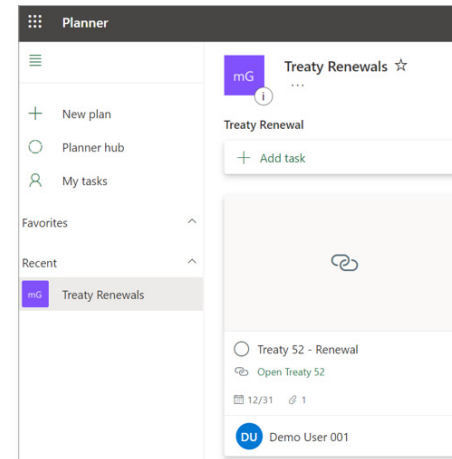 Planner
New plan
Planner hub
My tasks
Favorites
Recent
mG Treaty Renewals
mG Treaty Renewals
...
Treaty Renewal
Add task
Treaty 52 - Renewal
Open Treaty 52
12/31 1
DU Demo User 001